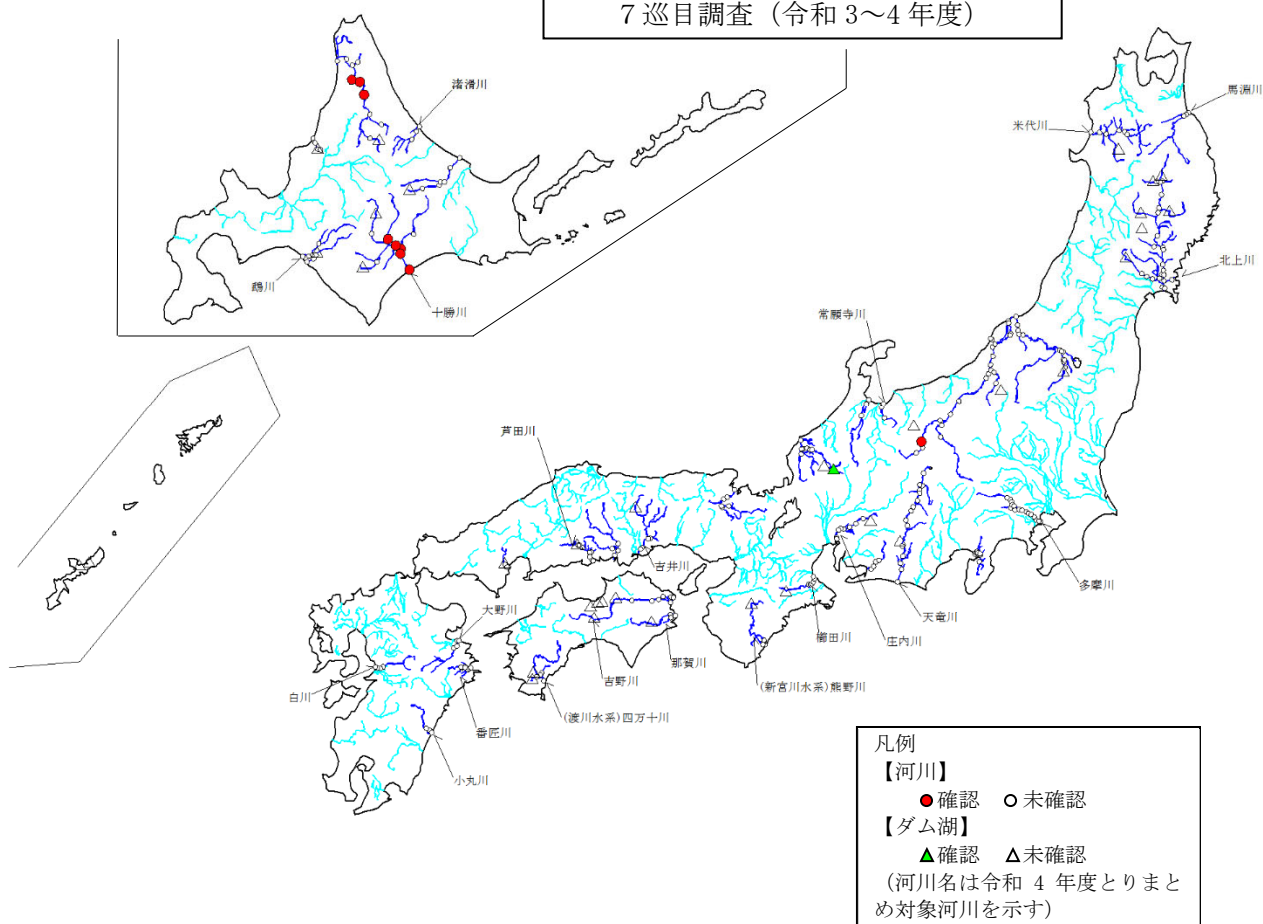 7巡目調査（令和3～4年度）
渚滑川
馬淵川
米代川
北上川
鵡川
十勝川
常願寺川
芦田川
吉井川
多摩川
天竜川
庄内川
櫛田川
大野川
那賀川
吉野川
(新宮川水系)熊野川
白川
(渡川水系)四万十川
番匠川
小丸川
凡例
【河川】
確認 未確認
【ダム湖】
確認 未確認
（河川名は令和 4 年度とりまと
め対象河川を示す）